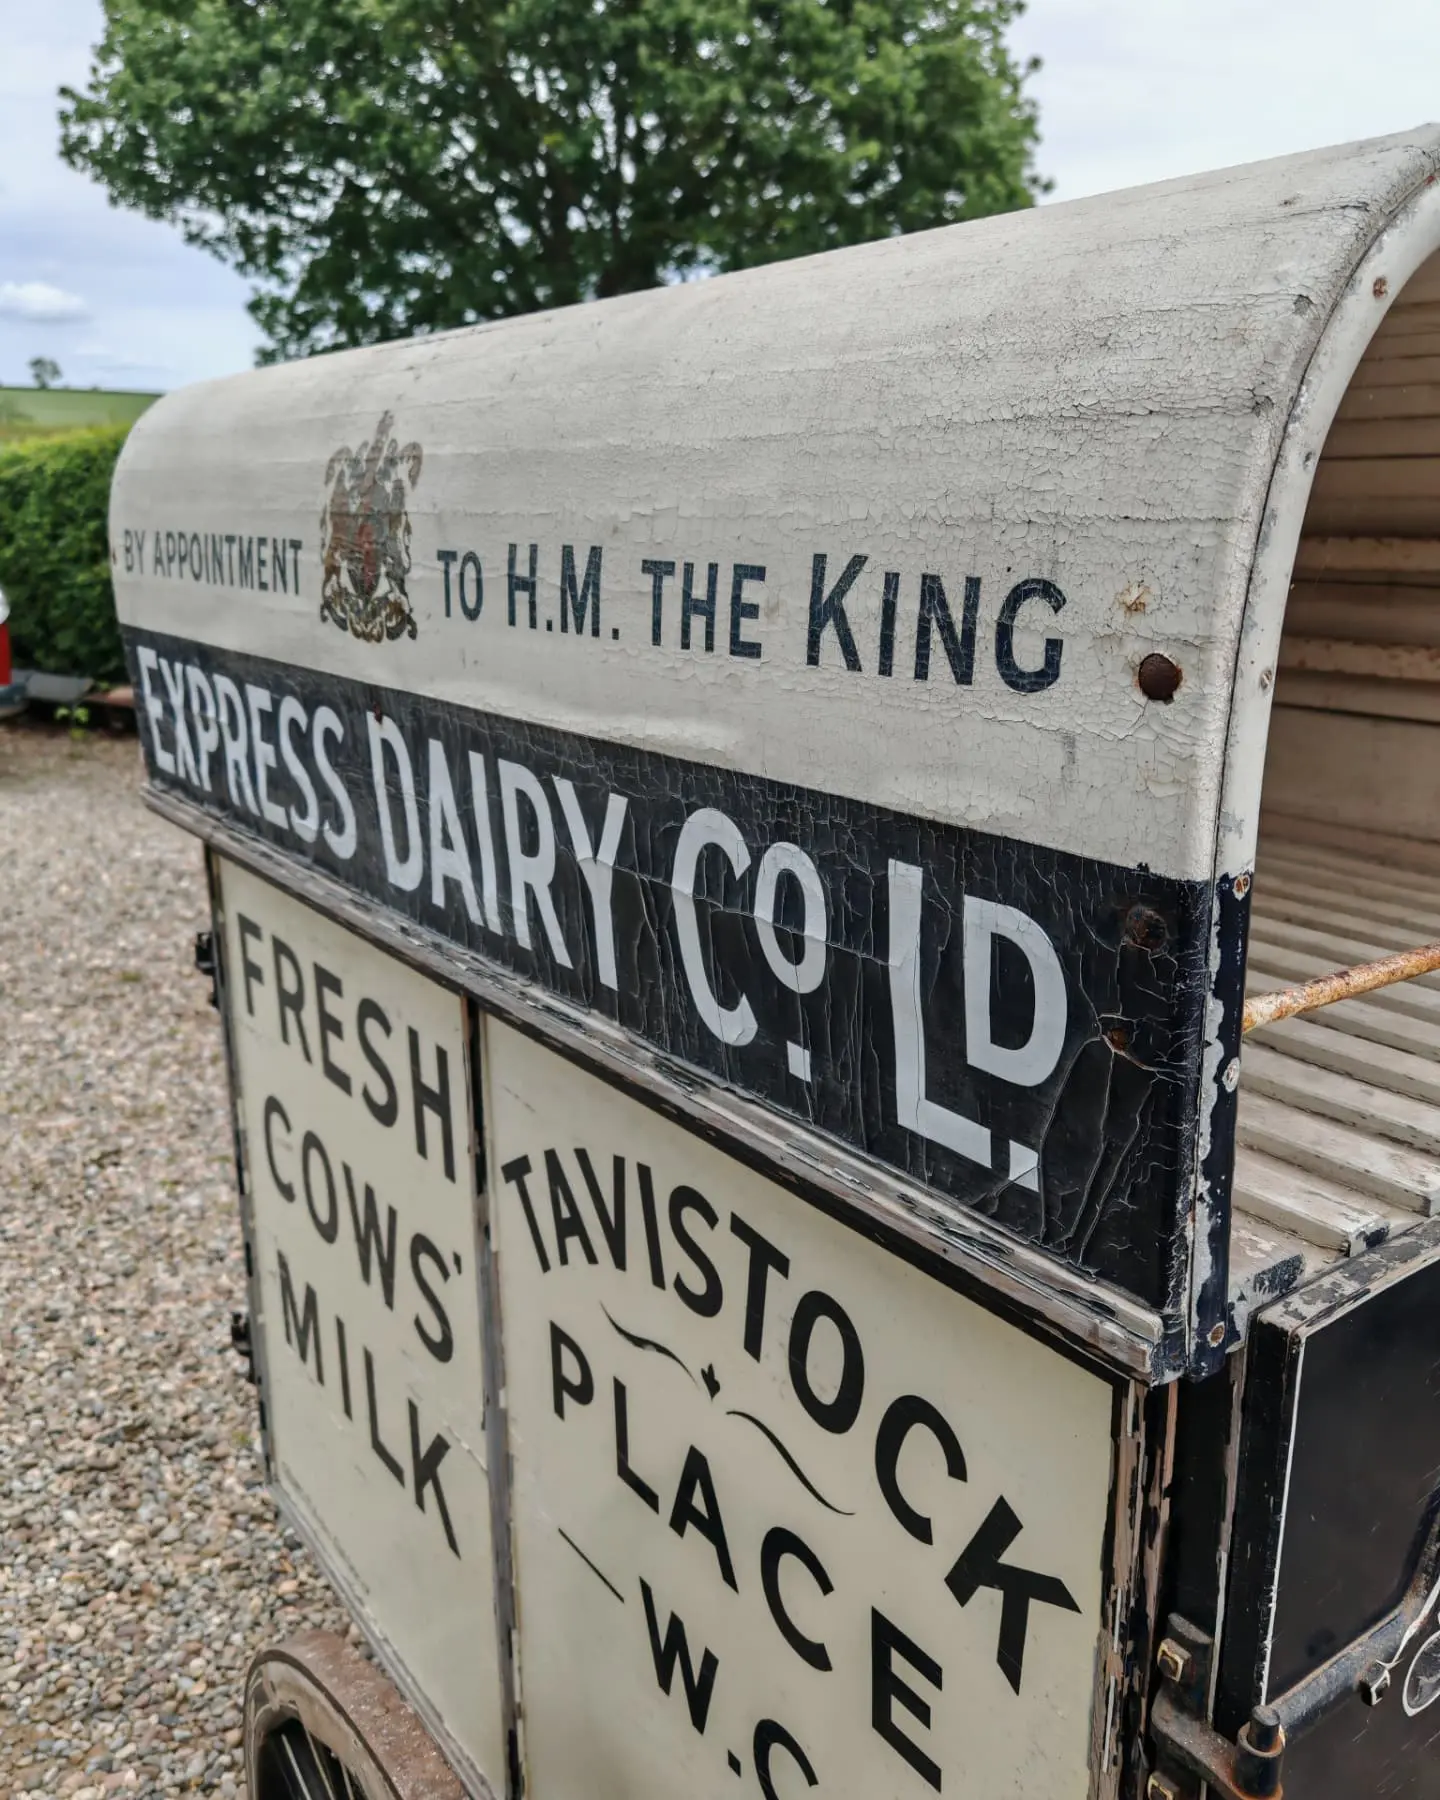 BY APPOINTMENT TO H.M. THE KING
EXPRESS DAIRY Co. LD.
FRESH
COWS'
MILK
TAVISTOCK
PLACE
W.C